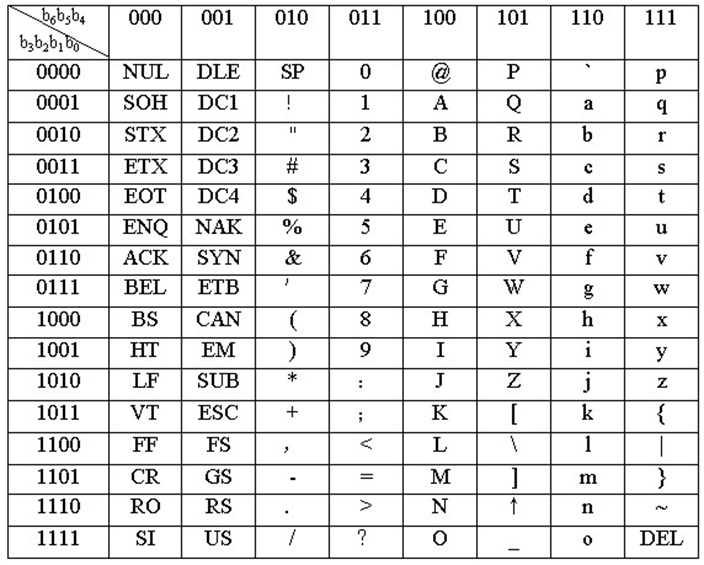 b₆b₅b₄ 000 001 010 011 100 101 110 111
b₃b₂b₁b₀
0000 NUL DLE SP 0 @ P ` p
0001 SOH DC1 ! 1 A Q a q
0010 STX DC2 " 2 B R b r
0011 ETX DC3 # 3 C S c s
0100 EOT DC4 $ 4 D T d t
0101 ENQ NAK % 5 E U e u
0110 ACK SYN & 6 F V f v
0111 BEL ETB ′ 7 G W g w
1000 BS CAN ( 8 H X h x
1001 HT EM ) 9 I Y i y
1010 LF SUB * : J Z j z
1011 VT ESC + ; K [ k {
1100 FF FS , < L \ l |
1101 CR GS - = M ] m }
1110 RO RS . > N ↑ n ~
1111 SI US / ? O _ o DEL